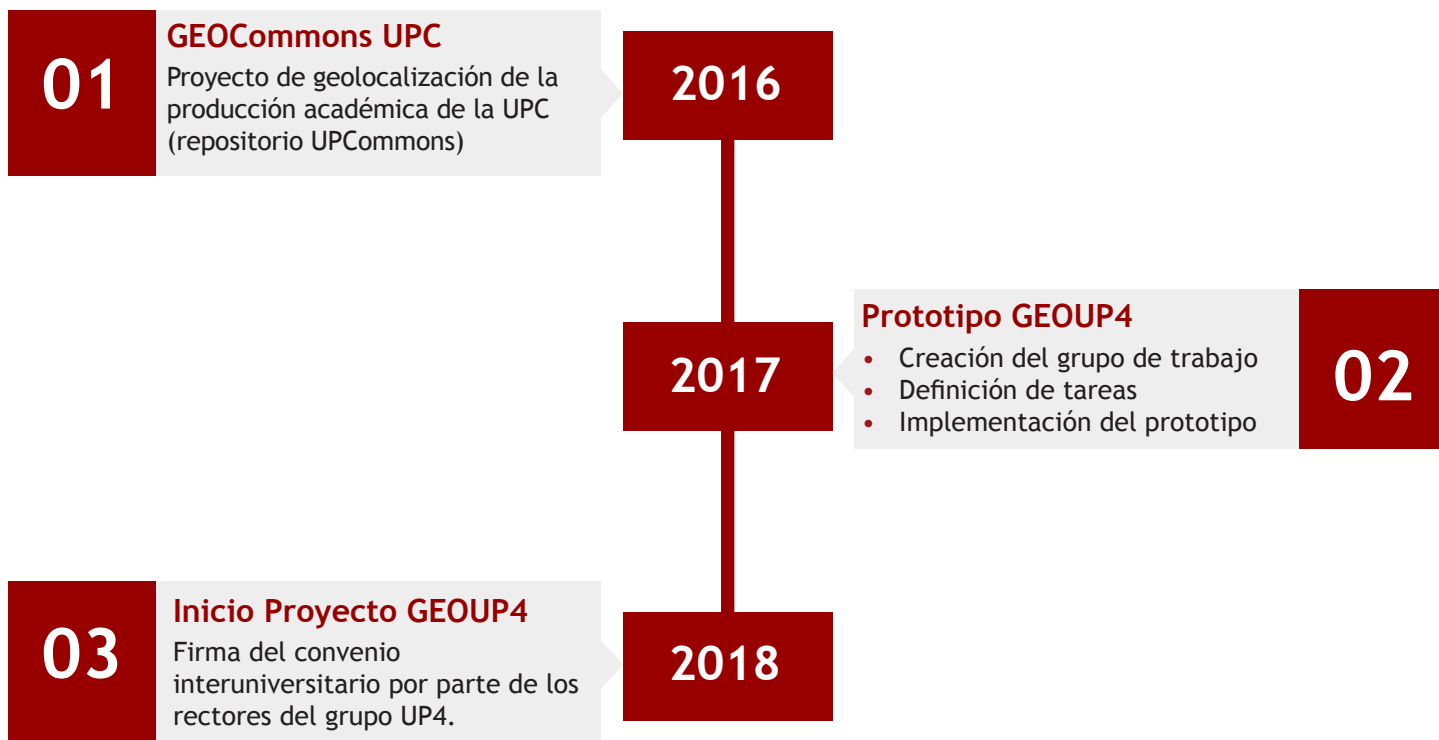 01
GEOCommons UPC
Proyecto de geolocalización de la
producción académica de la UPC
(repositorio UPCommons)
2016
2017
Prototipo GEOUP4
• Creación del grupo de trabajo
• Definición de tareas
• Implementación del prototipo
02
03
Inicio Proyecto GEOUP4
Firma del convenio
interuniversitario por parte de los
rectores del grupo UP4.
2018